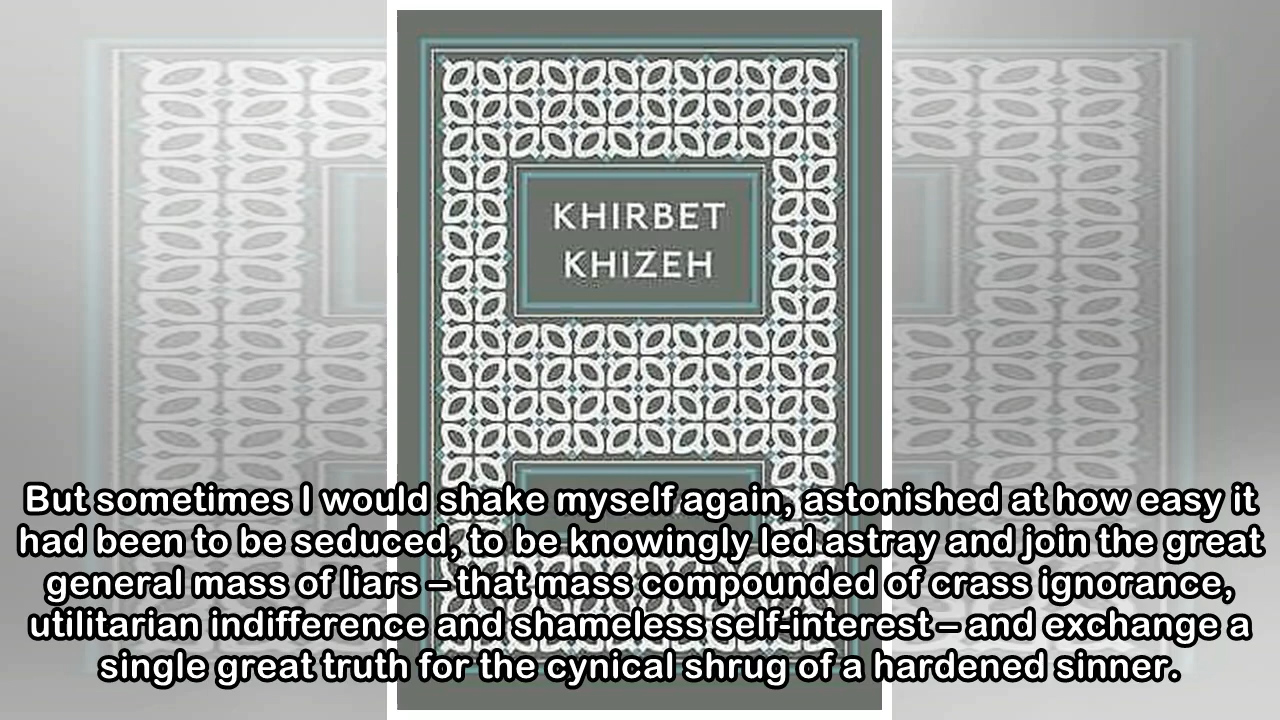 KHIRBET
KHIZEH
But sometimes I would shake myself again, astonished at how easy it
had been to be seduced, to be knowingly led astray and join the great
general mass of liars – that mass compounded of crass ignorance,
utilitarian indifference and shameless self-interest – and exchange a
single great truth for the cynical shrug of a hardened sinner.